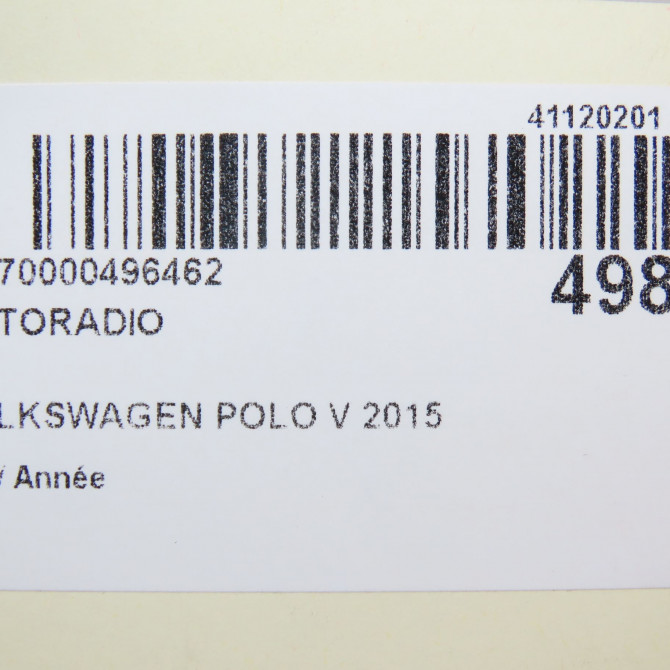 41120201
70000496462
498
TORADIO
LKSWAGEN POLO V 2015
/ Année